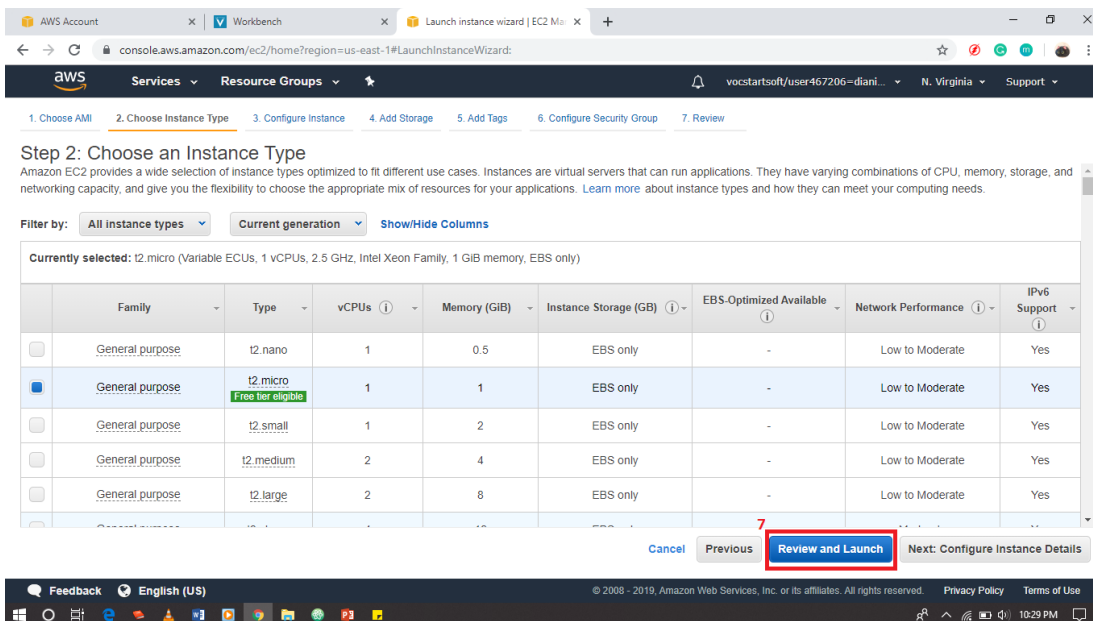 AWS Account
Workbench
Launch instance wizard | EC2 Ma
console.aws.amazon.com/ec2/home?region=us-east-1#LaunchInstanceWizard:
aws Services Resource Groups vocstartsoft/user467206=diani... N. Virginia Support
1. Choose AMI 2. Choose Instance Type 3. Configure Instance 4. Add Storage 5. Add Tags 6. Configure Security Group 7. Review
Step 2: Choose an Instance Type
Amazon EC2 provides a wide selection of instance types optimized to fit different use cases. Instances are virtual servers that can run applications. They have varying combinations of CPU, memory, storage, and
networking capacity, and give you the flexibility to choose the appropriate mix of resources for your applications. Learn more about instance types and how they can meet your computing needs.
Filter by: All instance types Current generation Show/Hide Columns
Currently selected: t2.micro (Variable ECUs, 1 vCPUs, 2.5 GHz, Intel Xeon Family, 1 GiB memory, EBS only)
Family Type vCPUs Memory (GiB) Instance Storage (GB) EBS-Optimized Available Network Performance IPv6 Support
General purpose t2.nano 1 0.5 EBS only - Low to Moderate Yes
General purpose t2.micro Free tier eligible 1 1 EBS only - Low to Moderate Yes
General purpose t2.small 1 2 EBS only - Low to Moderate Yes
General purpose t2.medium 2 4 EBS only - Low to Moderate Yes
General purpose t2.large 2 8 EBS only - Low to Moderate Yes
7
Cancel Previous Review and Launch Next: Configure Instance Details
Feedback English (US) © 2008 - 2019, Amazon Web Services, Inc. or its affiliates. All rights reserved. Privacy Policy Terms of Use
10:29 PM